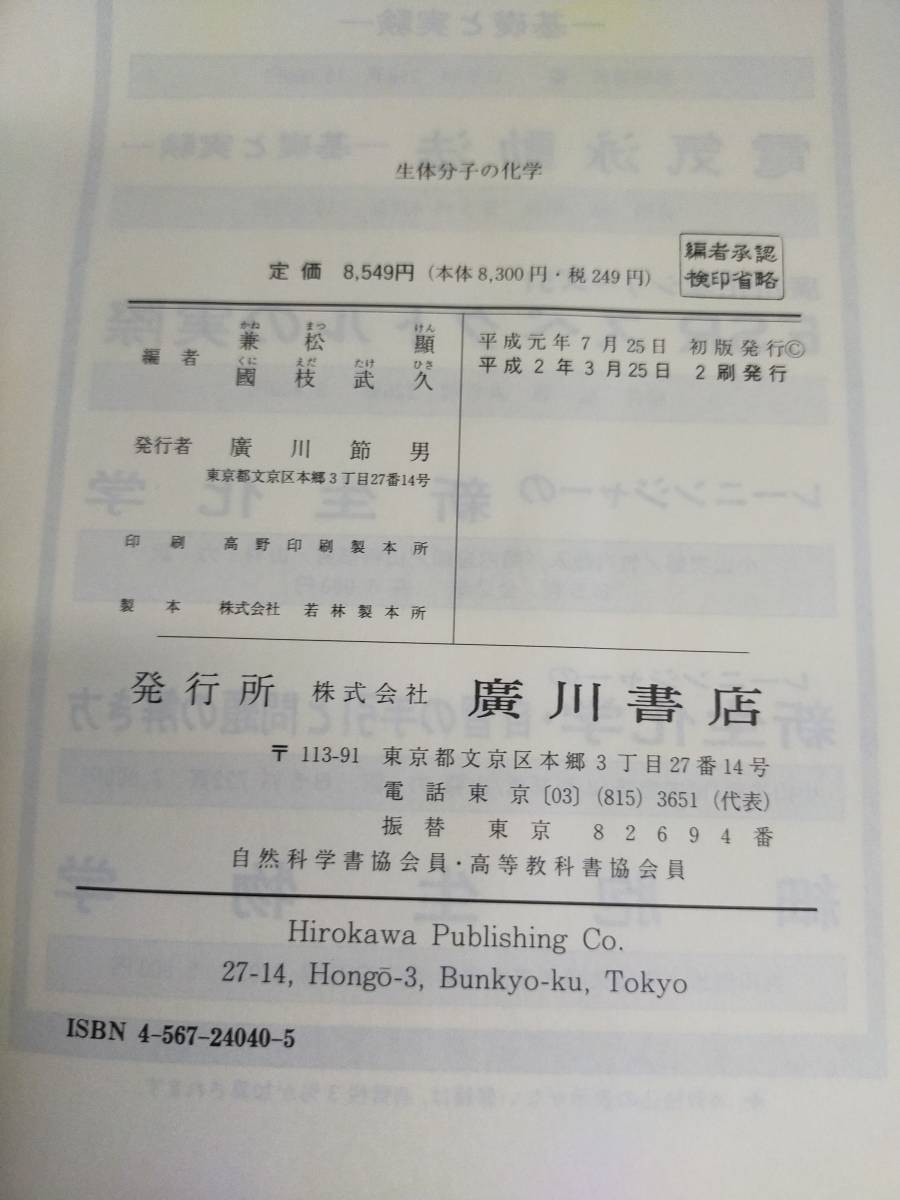 生体分子の化学
定価 8,549円（本体8,300円・税249円）
編者承認
検印省略
かね まつ けん
編者 兼松 顯
くに えだ たけ ひさ
國枝武久
平成元年7月25日 初版発行©
平成2年3月25日 2刷発行
発行者 廣川節男
東京都文京区本郷3丁目27番14号
印刷 高野印刷製本所
製本 株式会社 若林製本所
発行所 株式会社 廣川書店
〒113-91 東京都文京区本郷3丁目27番14号
電話 東京〔03〕(815) 3651（代表）
振替 東京 82694番
自然科学書協会員・高等教科書協会員
Hirokawa Publishing Co.
27-14, Hongō-3, Bunkyo-ku, Tokyo
ISBN 4-567-24040-5